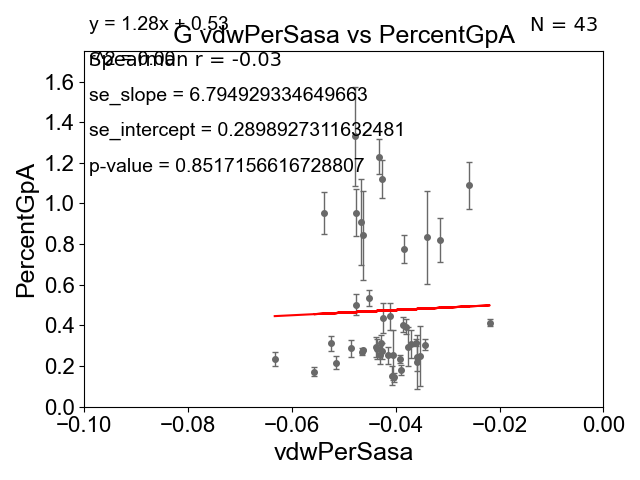 y = 1.28x + 0.53
N = 43
G vdwPerSasa vs PercentGpA
Spearman r = -0.03
se_slope = 6.794929334649663
se_intercept = 0.2898927311632481
p-value = 0.8517156616728807
PercentGpA
1.6
1.4
1.2
1.0
0.8
0.6
0.4
0.2
0.0
−0.10
−0.08
−0.06
−0.04
−0.02
0.00
vdwPerSasa